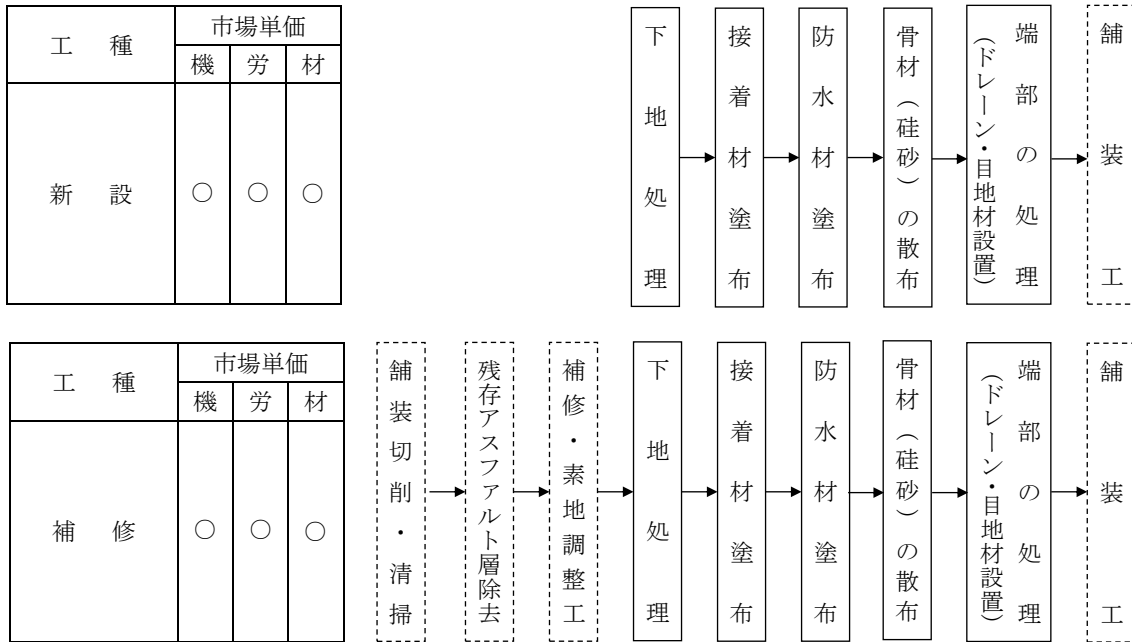 工種
市場単価
機 労 材
新設
○ ○ ○
下地処理
接着材塗布
防水材塗布
骨材(硅砂)の散布
端部の処理
(ドレーン・目地材設置)
舗装工
工種
市場単価
機 労 材
補修
○ ○ ○
舗装切削・清掃
残存アスファルト層除去
補修・素地調整工
下地処理
接着材塗布
防水材塗布
骨材(硅砂)の散布
端部の処理
(ドレーン・目地材設置)
舗装工